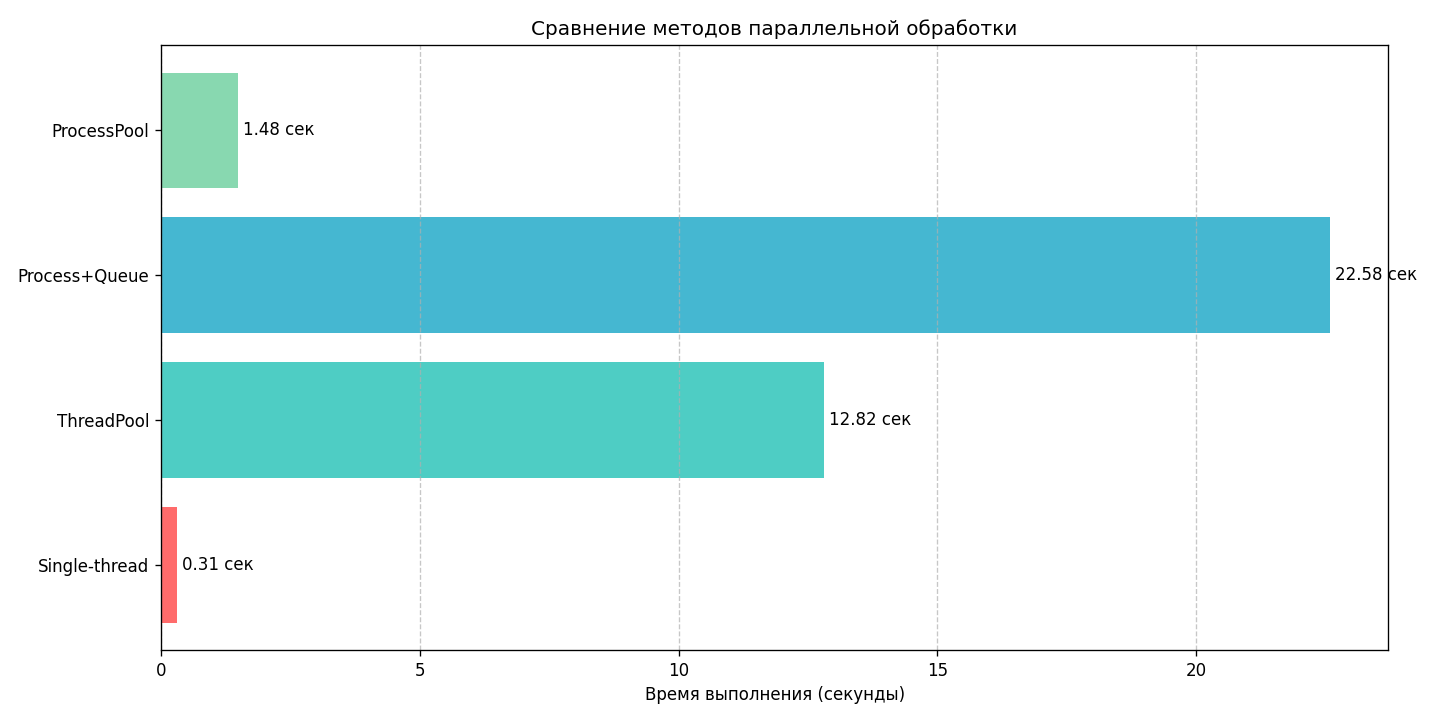 Сравнение методов параллельной обработки
ProcessPool
1.48 сек
Process+Queue
22.58 сек
ThreadPool
12.82 сек
Single-thread
0.31 сек
0 5 10 15 20
Время выполнения (секунды)